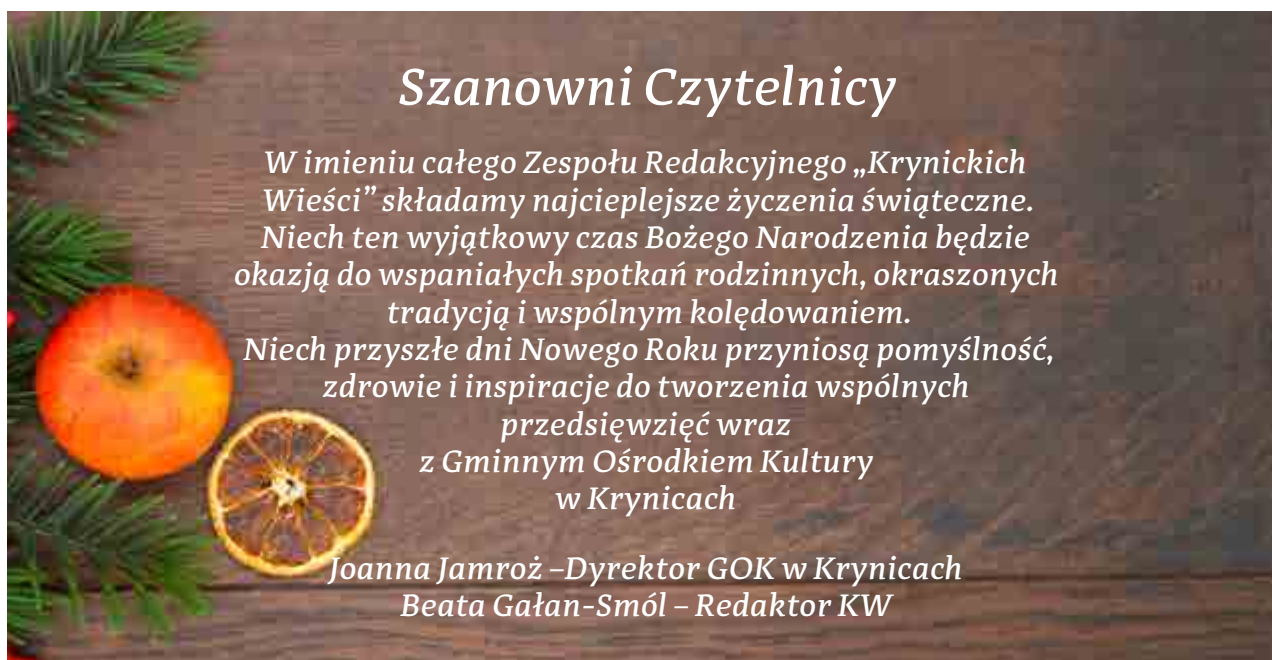 Szanowni Czytelnicy
W imieniu całego Zespołu Redakcyjnego „Krynickich
Wieści” składamy najcieplejsze życzenia świąteczne.
Niech ten wyjątkowy czas Bożego Narodzenia będzie
okazją do wspaniałych spotkań rodzinnych, okraszonych
tradycją i wspólnym kolędowaniem.
Niech przyszłe dni Nowego Roku przyniosą pomyślność,
zdrowie i inspiracje do tworzenia wspólnych
przedsięwzięć wraz
z Gminnym Ośrodkiem Kultury
w Krynicach
Joanna Jamroż –Dyrektor GOK w Krynicach
Beata Gałan-Smól – Redaktor KW